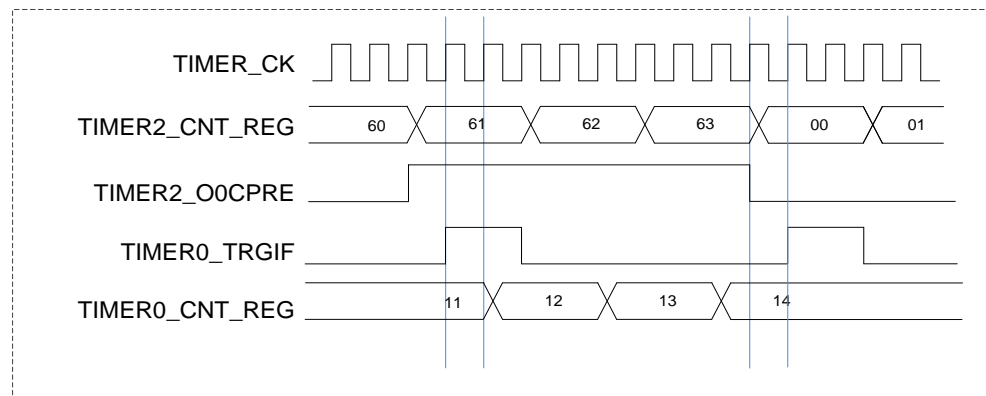 TIMER_CK
TIMER2_CNT_REG 60 61 62 63 00 01
TIMER2_O0CPRE
TIMER0_TRGIF
TIMER0_CNT_REG 11 12 13 14